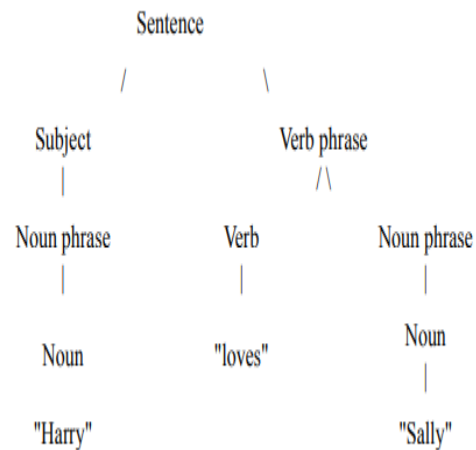 Sentence
/ \
Subject Verb phrase
| / \
Noun phrase Verb Noun phrase
| | |
Noun "loves" Noun
|
"Harry" "Sally"